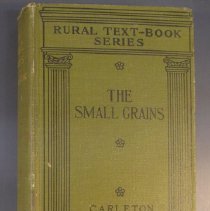 RURAL TEXT-BOOK
SERIES
THE
SMALL GRAINS
CARLETON